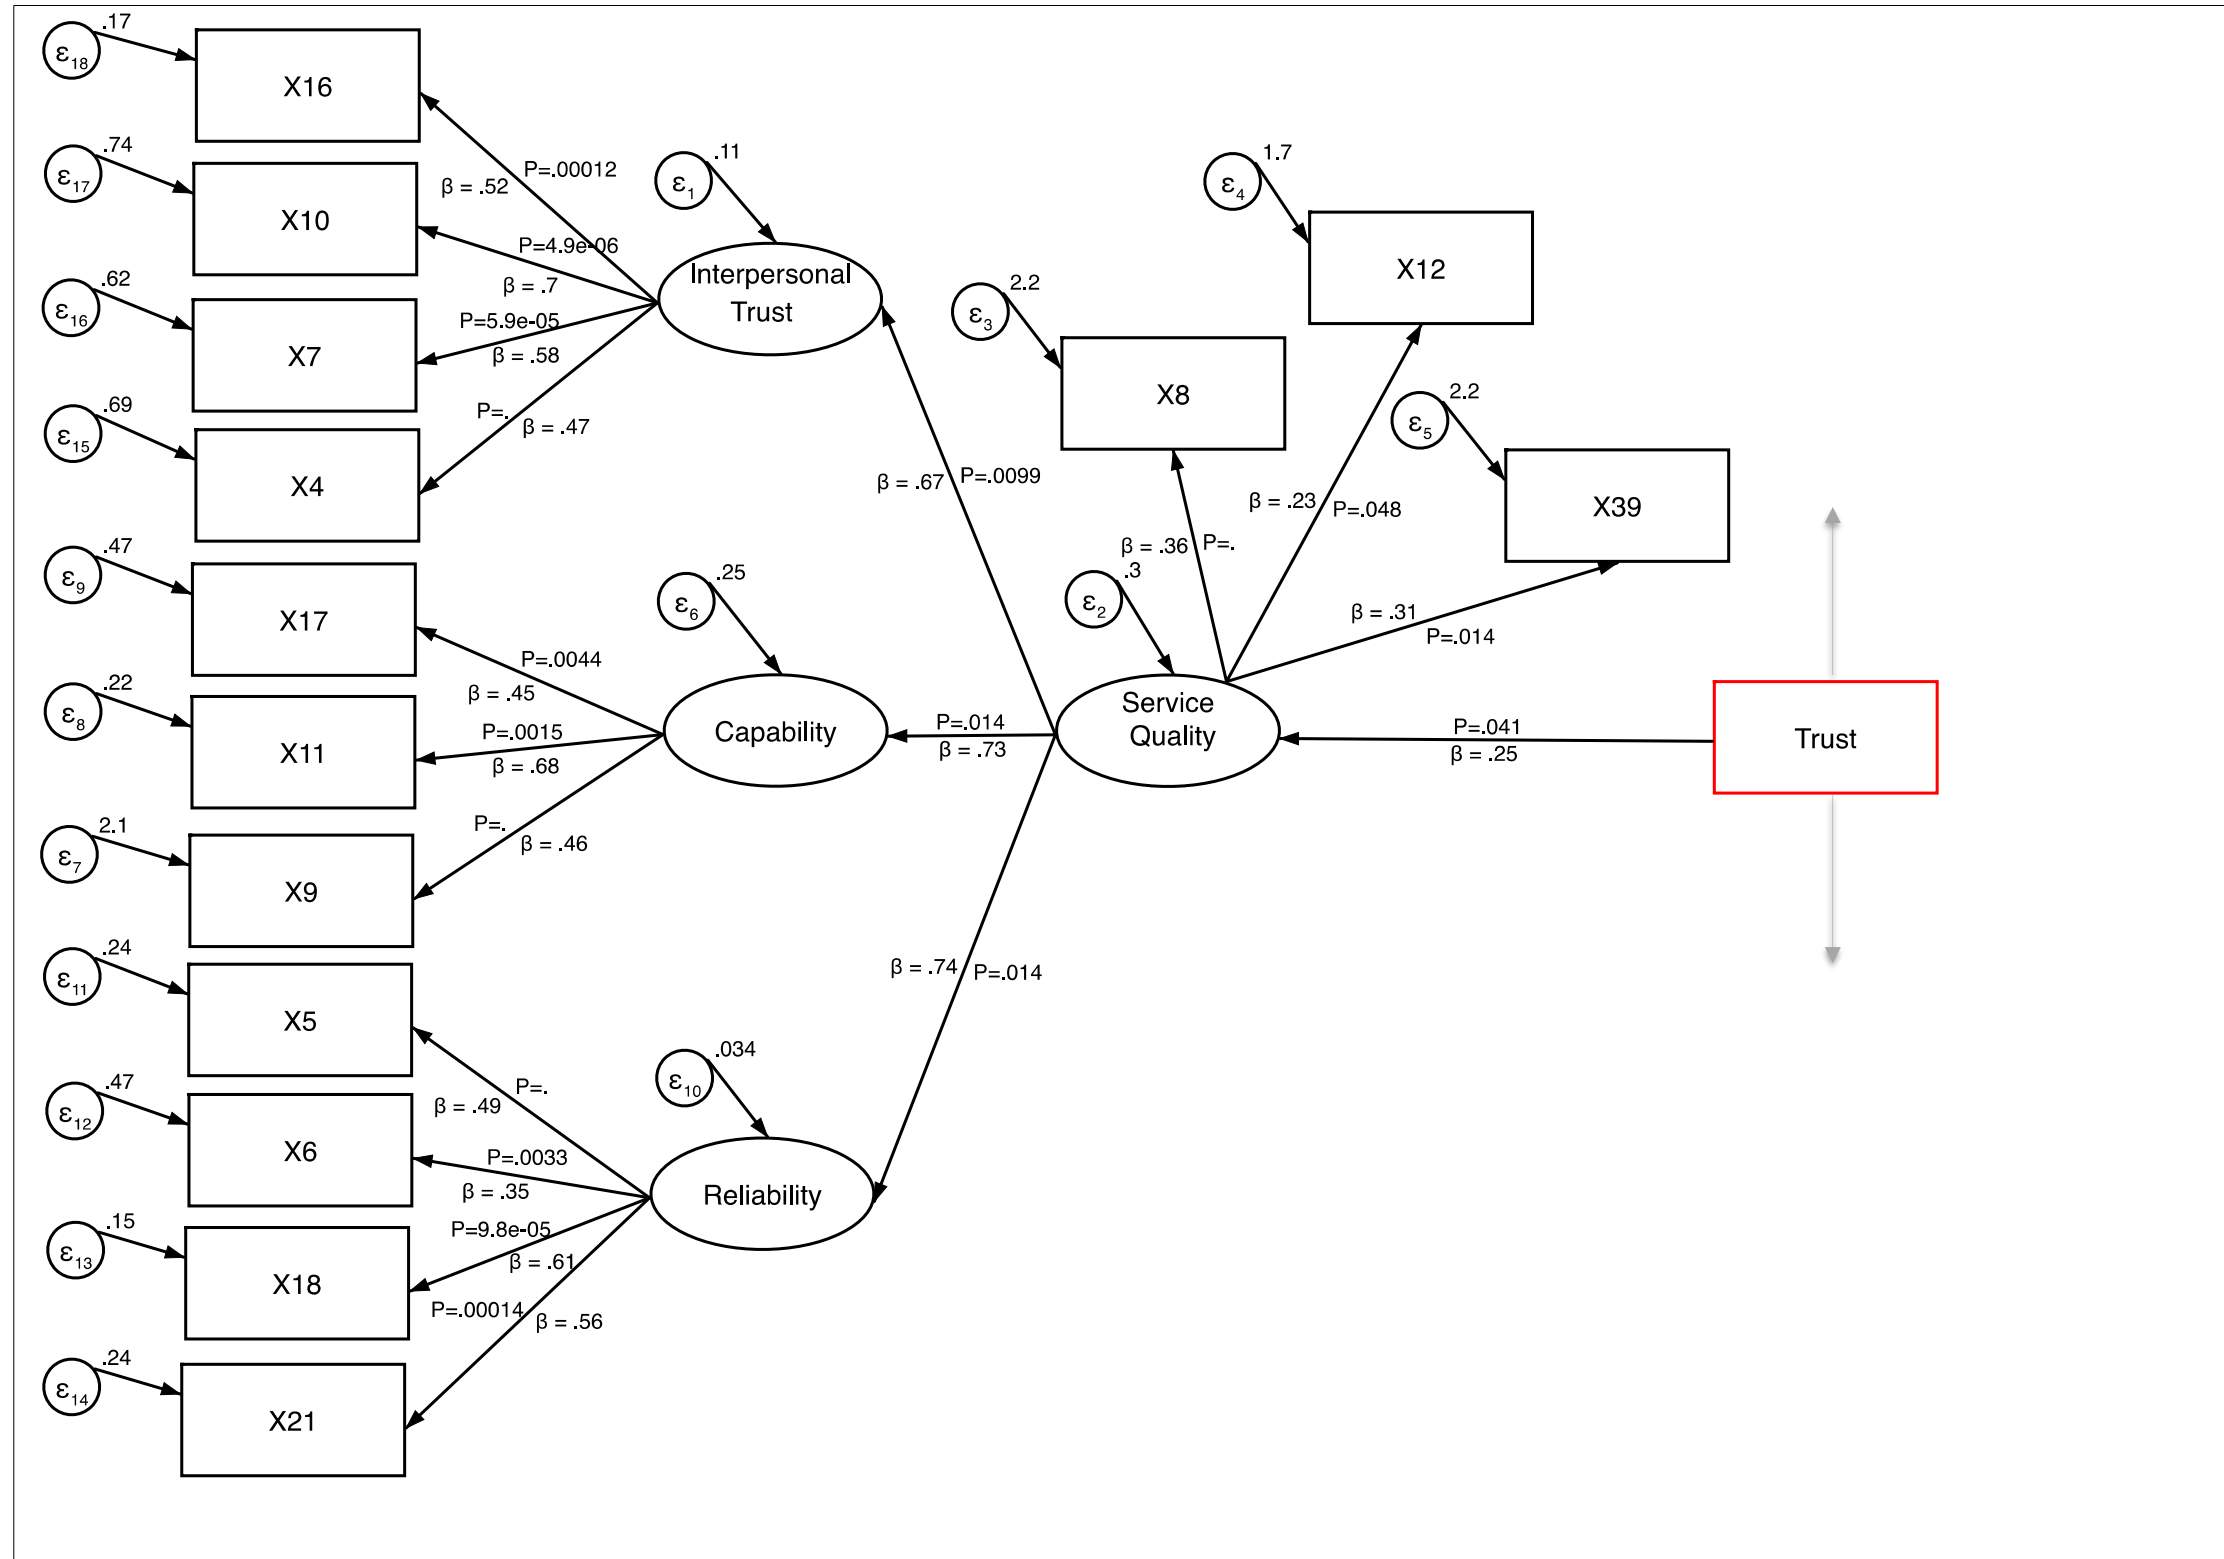 .17
ε18
X16
.74
ε17
X10
.62
ε16
X7
.69
ε15
X4
P=.00012
β = .52
P=4.9e-06
β = .7
P=5.9e-05
β = .58
P=.
β = .47
.11
ε1
Interpersonal
Trust
.47
ε9
X17
.22
ε8
X11
2.1
ε7
X9
P=.0044
β = .45
P=.0015
β = .68
P=.
β = .46
.25
ε6
Capability
.24
ε11
X5
.47
ε12
X6
.15
ε13
X18
.24
ε14
X21
P=.
β = .49
P=.0033
β = .35
P=9.8e-05
β = .61
P=.00014
β = .56
.034
ε10
Reliability
β = .67
P=.0099
P=.014
β = .73
β = .74
P=.014
.3
ε2
Service
Quality
2.2
ε3
X8
β = .36
P=.
1.7
ε4
X12
β = .23
P=.048
2.2
ε5
X39
β = .31
P=.014
P=.041
β = .25
Trust